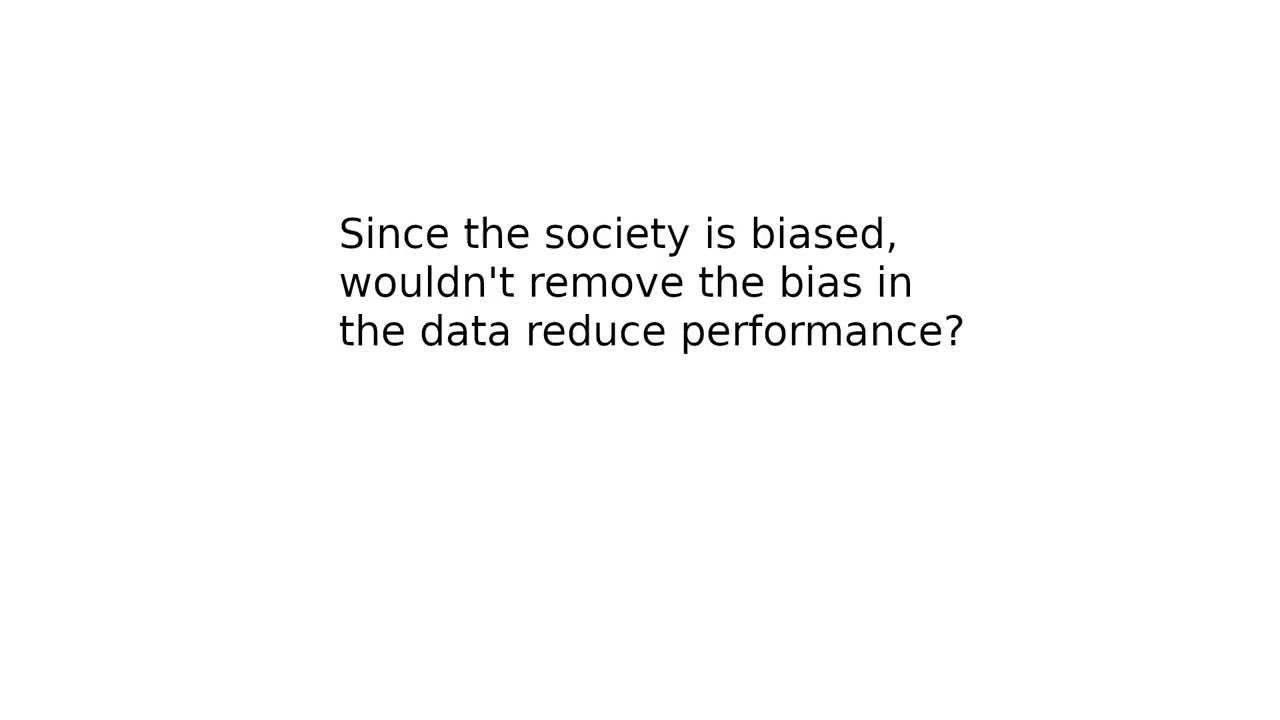 Since the society is biased,
wouldn't remove the bias in
the data reduce performance?